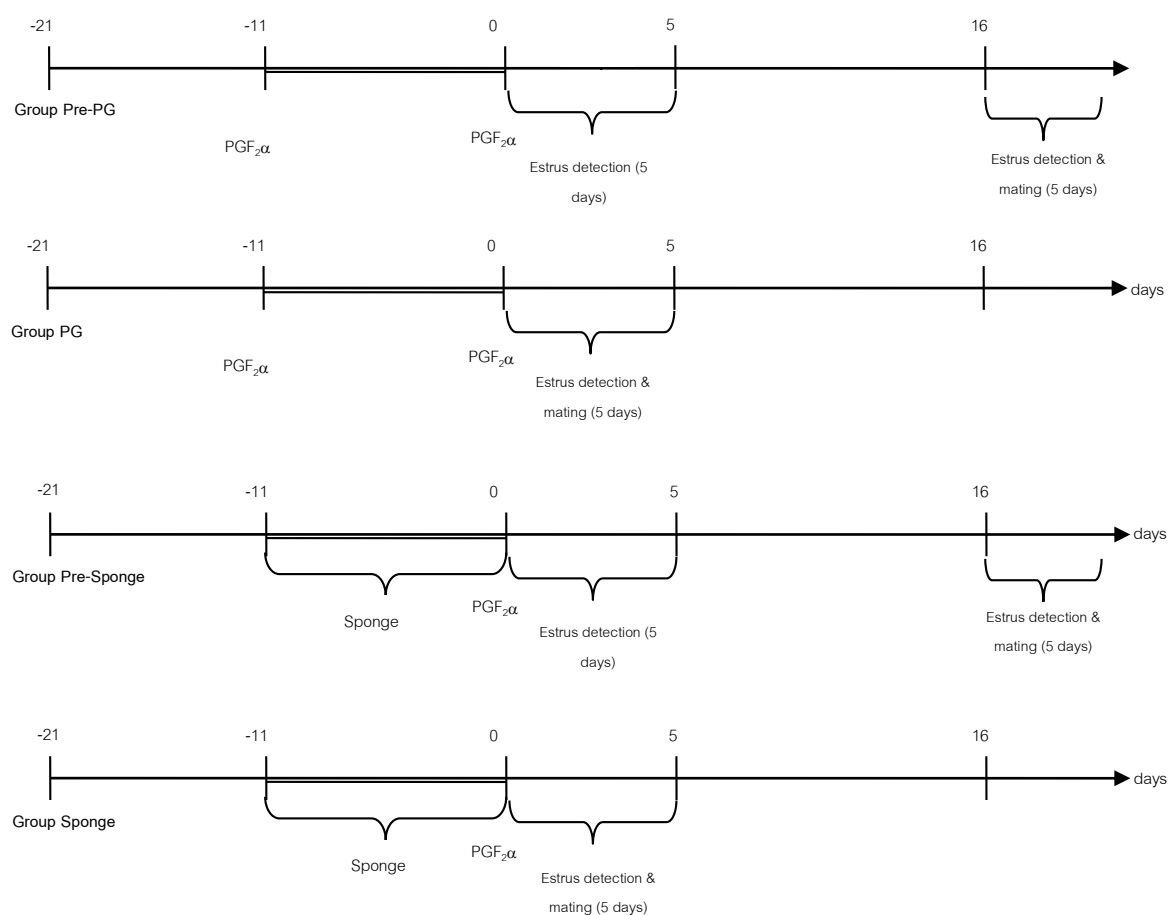 -21 -11 0 5 16
Group Pre-PG
PGF₂α PGF₂α
Estrus detection (5
days)
Estrus detection &
mating (5 days)
-21 -11 0 5 16
days
Group PG
PGF₂α PGF₂α
Estrus detection &
mating (5 days)
-21 -11 0 5 16
days
Group Pre-Sponge
Sponge
PGF₂α
Estrus detection (5
days)
Estrus detection &
mating (5 days)
-21 -11 0 5 16
days
Group Sponge
Sponge
PGF₂α
Estrus detection &
mating (5 days)